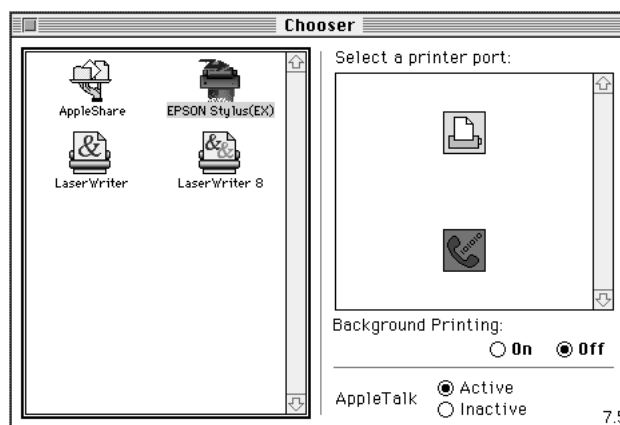 Chooser
AppleShare
EPSON Stylus(EX)
LaserWriter
LaserWriter 8
Select a printer port:
Background Printing:
On Off
AppleTalk
Active
Inactive
7.5